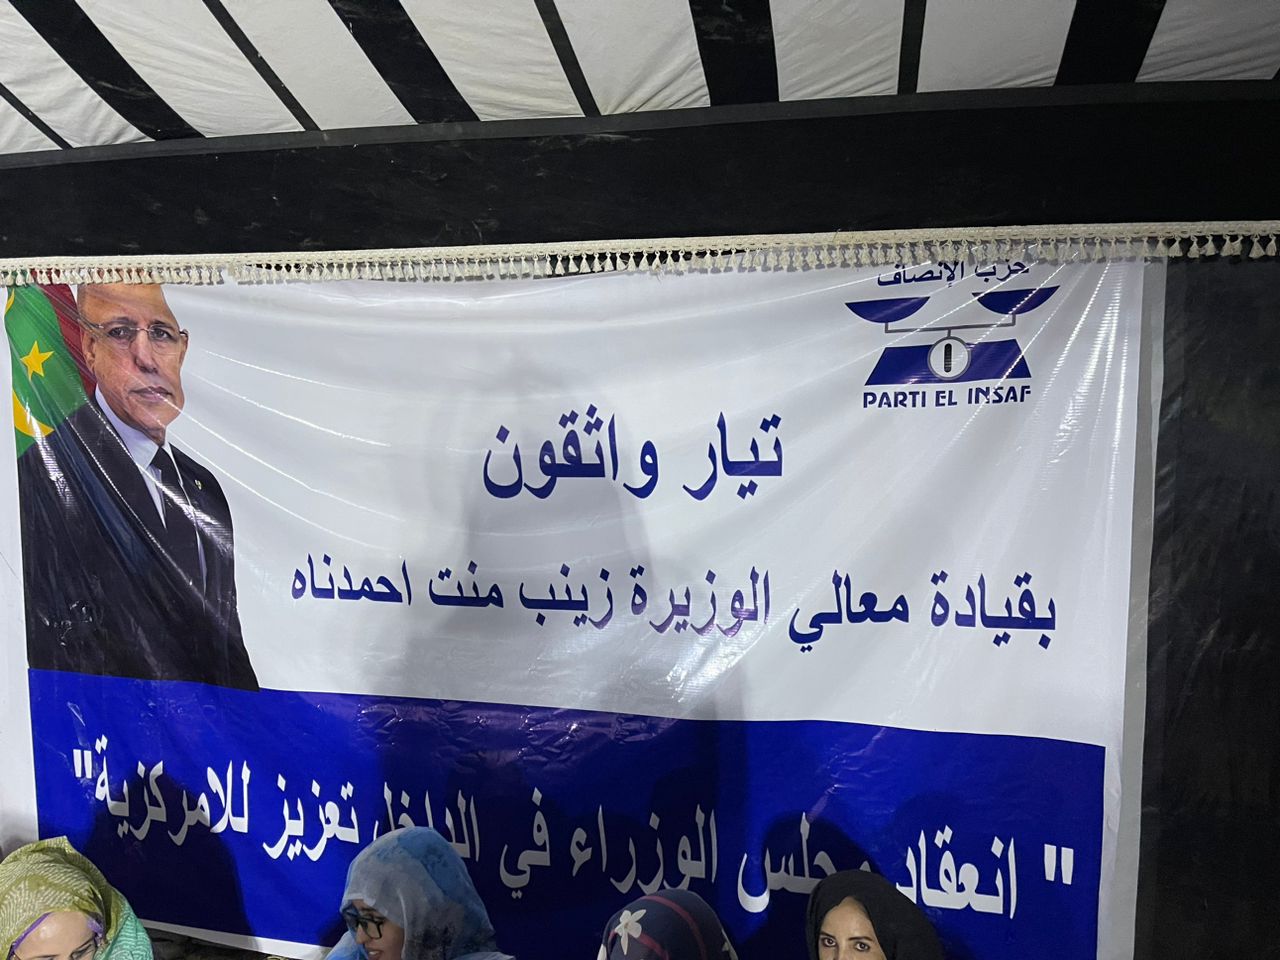 حزب الإنصاف
PARTI EL INSAF
تيار واثقون
بقيادة معالي الوزيرة زينب منت احمدناه
" انعقاد مجلس الوزراء في الداخل تعزيز للامركزية"